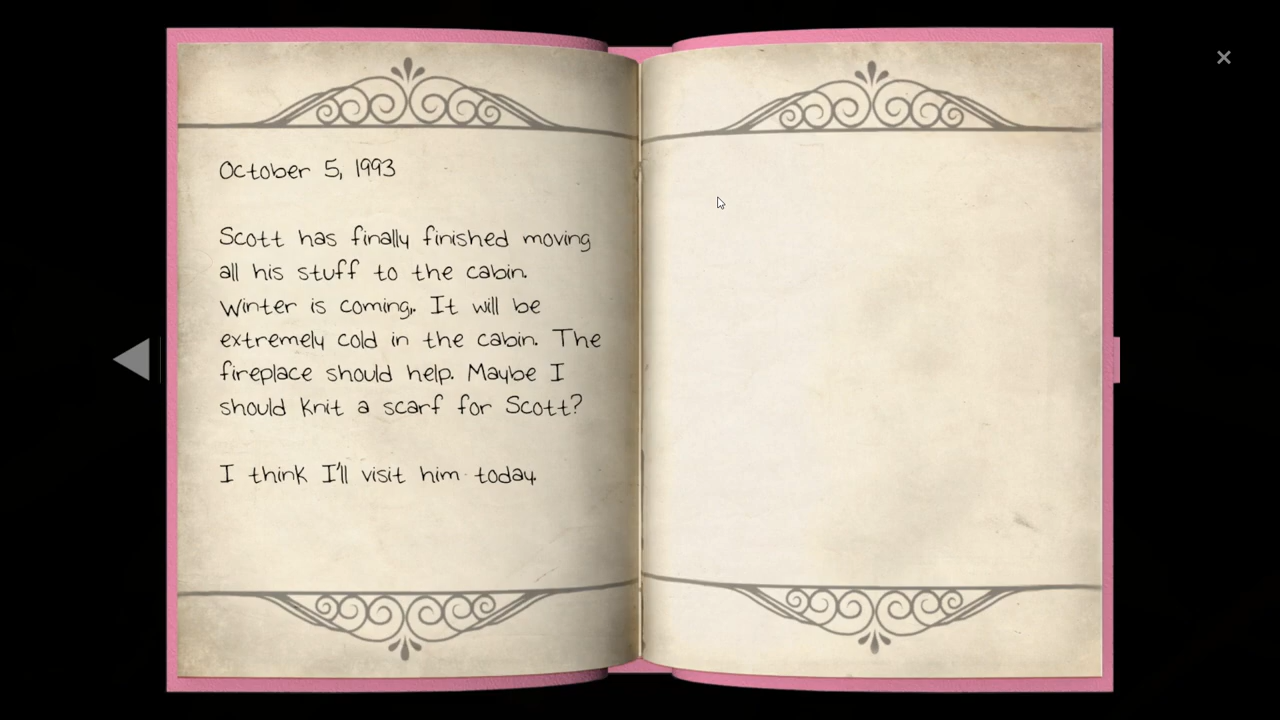 October 5, 1993
Scott has finally finished moving
all his stuff to the cabin.
Winter is coming,. It will be
extremely cold in the cabin. The
fireplace should help. Maybe I
should knit a scarf for Scott?
I think I'll visit him today.